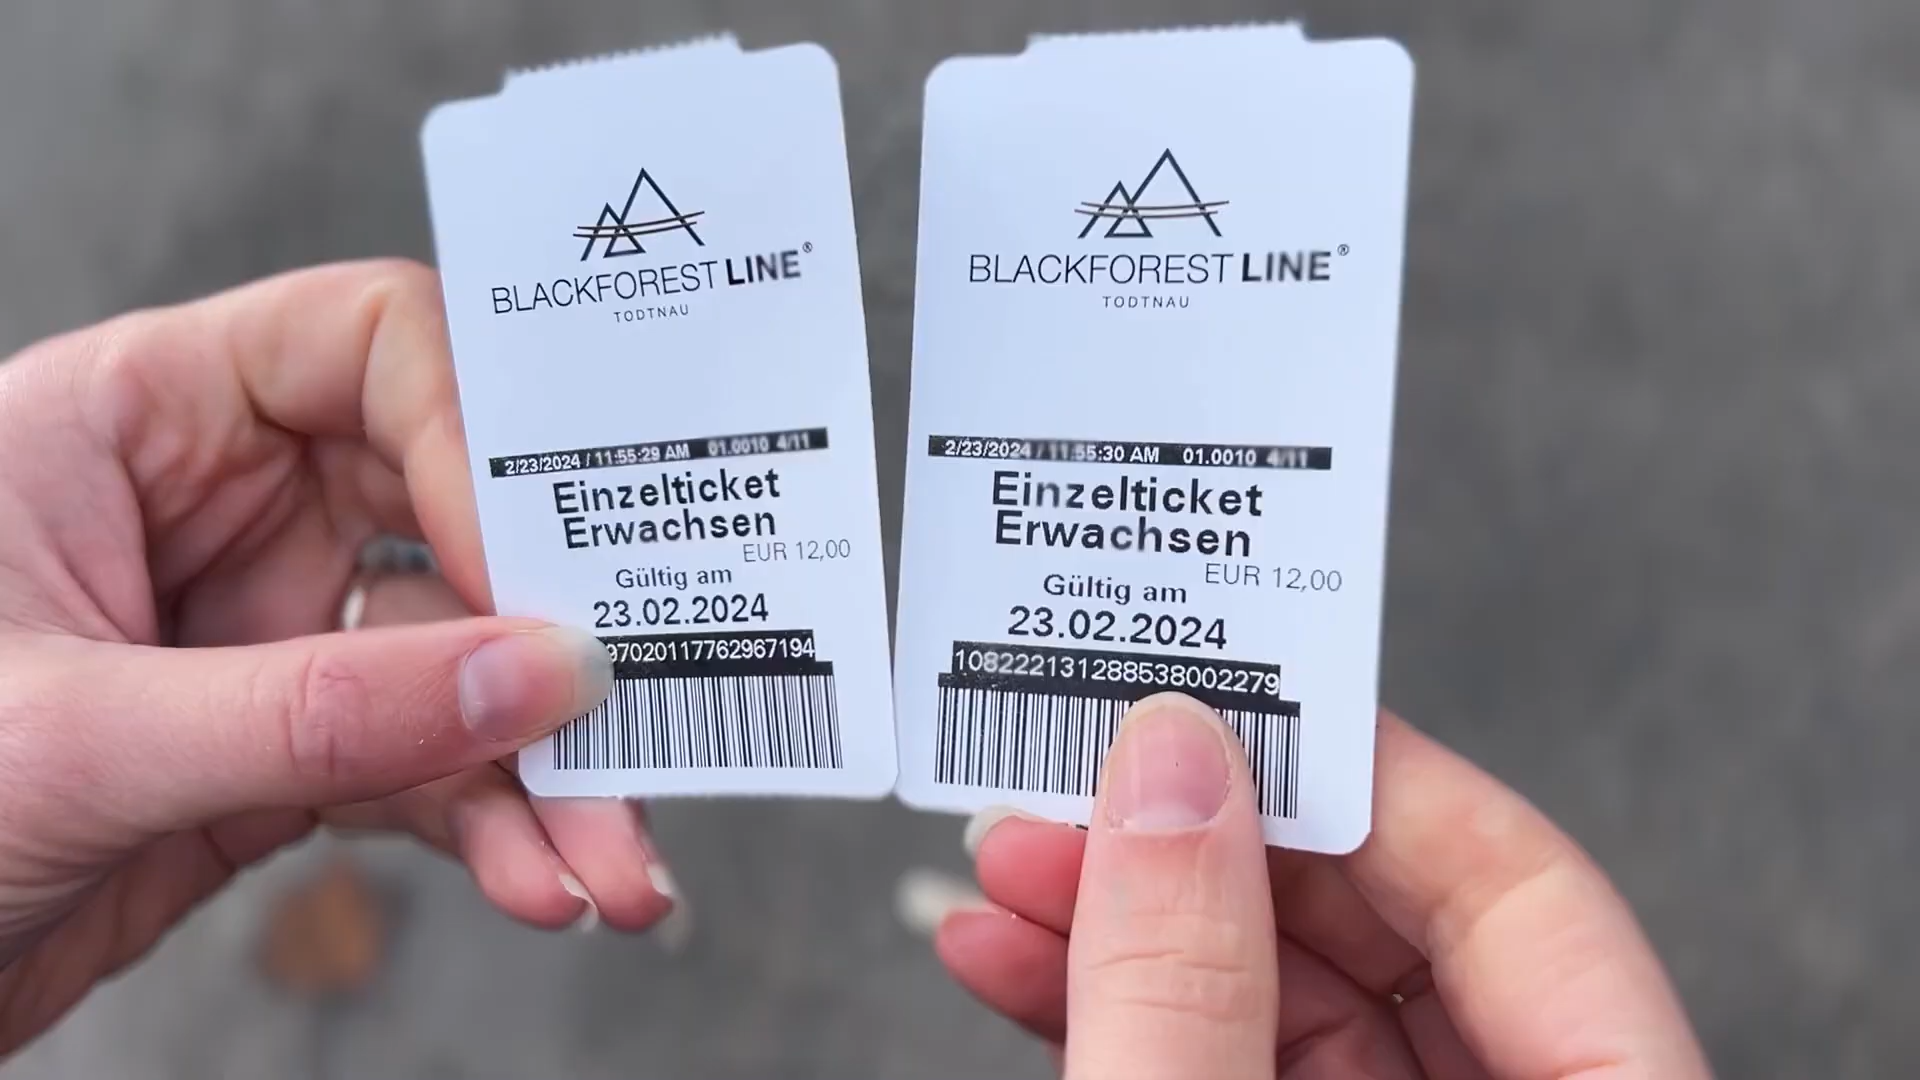 BLACKFOREST LINE®
TODTNAU
2/23/2024 / 11:55:29 AM 01.0010 4/11
Einzelticket
Erwachsen
EUR 12,00
Gültig am
23.02.2024
97020117762967194
BLACKFOREST LINE®
TODTNAU
2/23/2024 / 11:55:30 AM 01.0010 4/11
Einzelticket
Erwachsen
EUR 12,00
Gültig am
23.02.2024
108222131288538002279